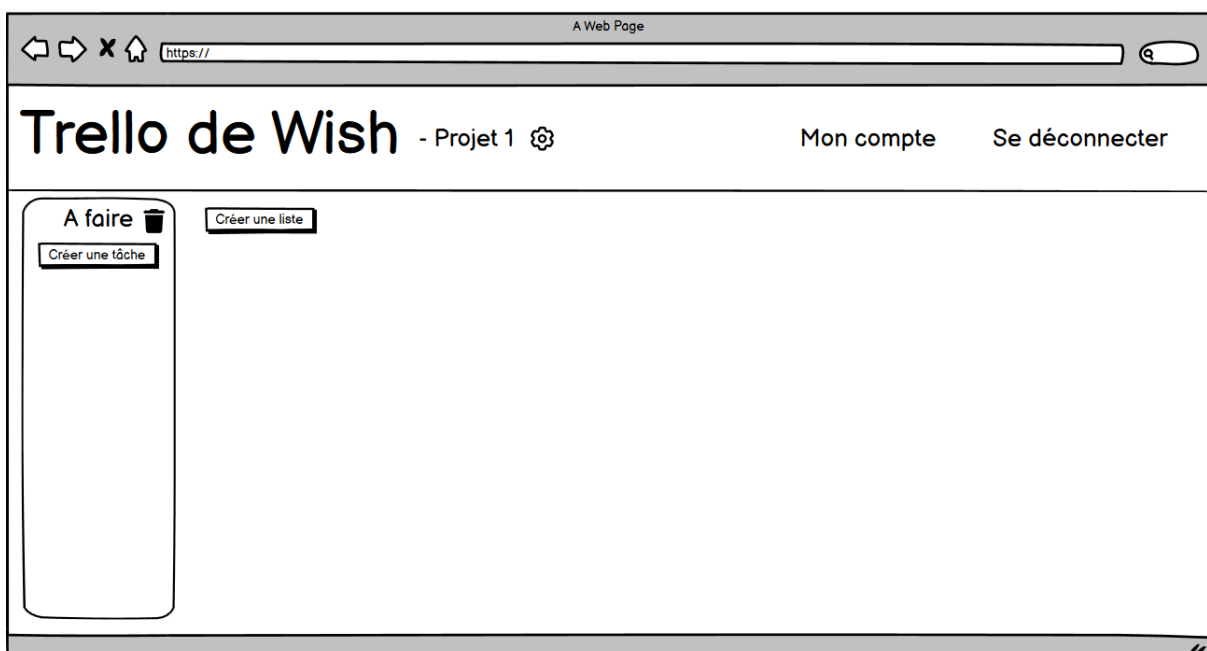 A Web Page
https://
Trello de Wish - Projet 1 Mon compte Se déconnecter
A faire
Créer une liste
Créer une tâche